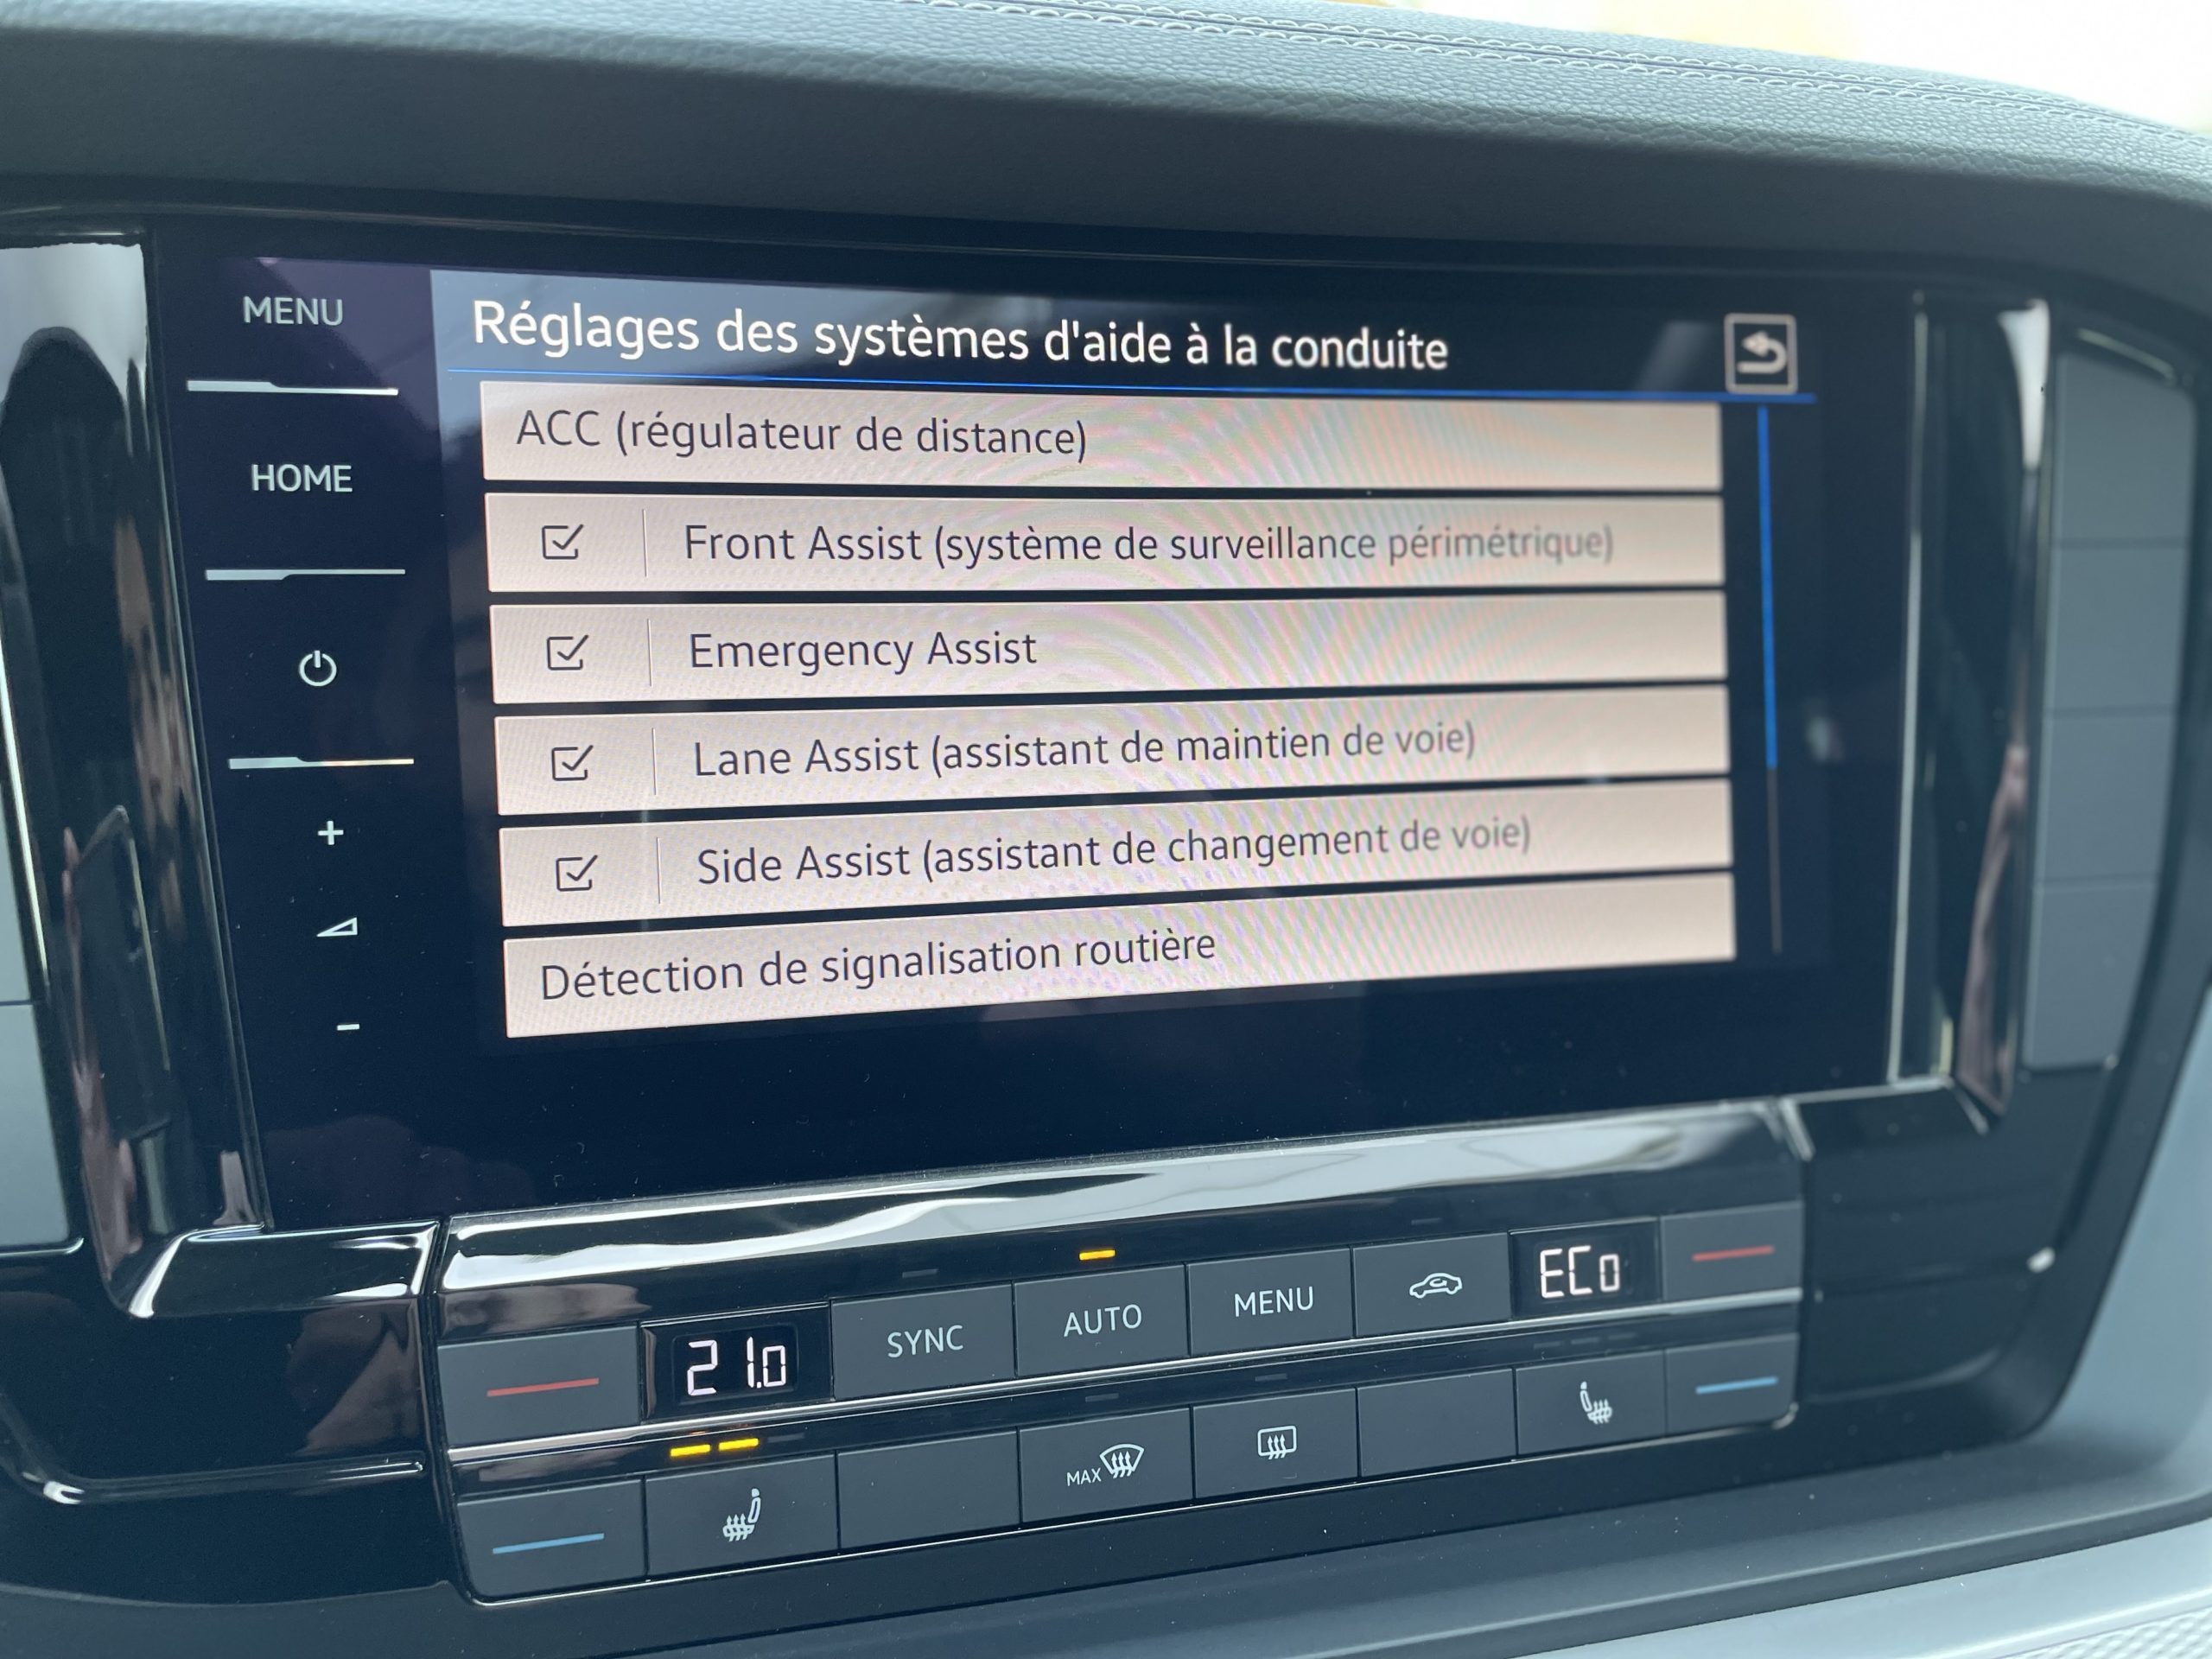 MENU
HOME
Réglages des systèmes d'aide à la conduite
ACC (régulateur de distance)
Front Assist (système de surveillance périmétrique)
Emergency Assist
Lane Assist (assistant de maintien de voie)
Side Assist (assistant de changement de voie)
Détection de signalisation routière
21.0
SYNC
AUTO
MENU
ECo
MAX